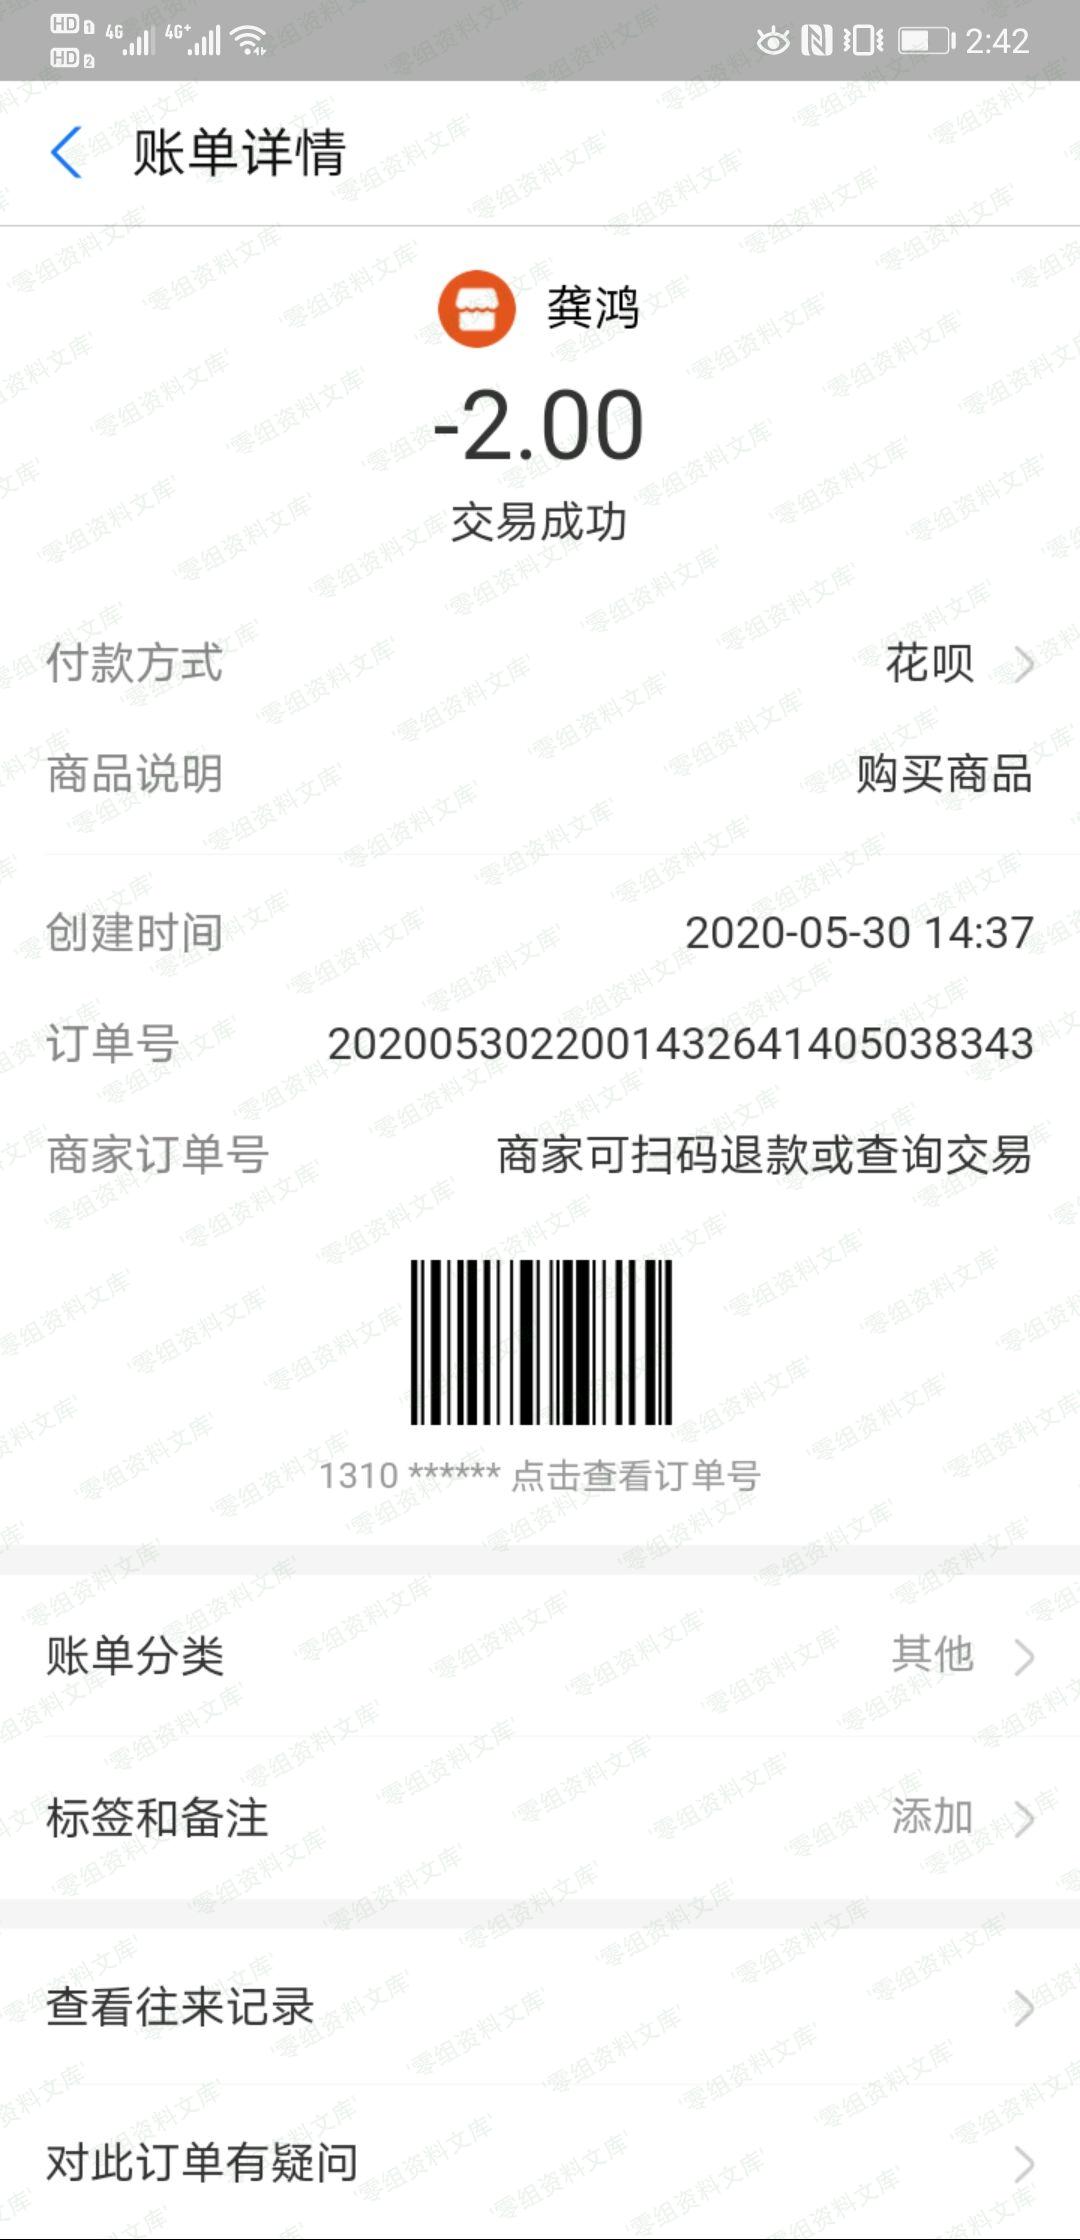 HD 1 4G 4G+ 2:42
HD 2
账单详情
龚鸿
-2.00
交易成功
付款方式 花呗
商品说明 购买商品
创建时间 2020-05-30 14:37
订单号 2020053022001432641405038343
商家订单号 商家可扫码退款或查询交易
1310 ****** 点击查看订单号
账单分类 其他
标签和备注 添加
查看往来记录
对此订单有疑问
'零组资料文库'